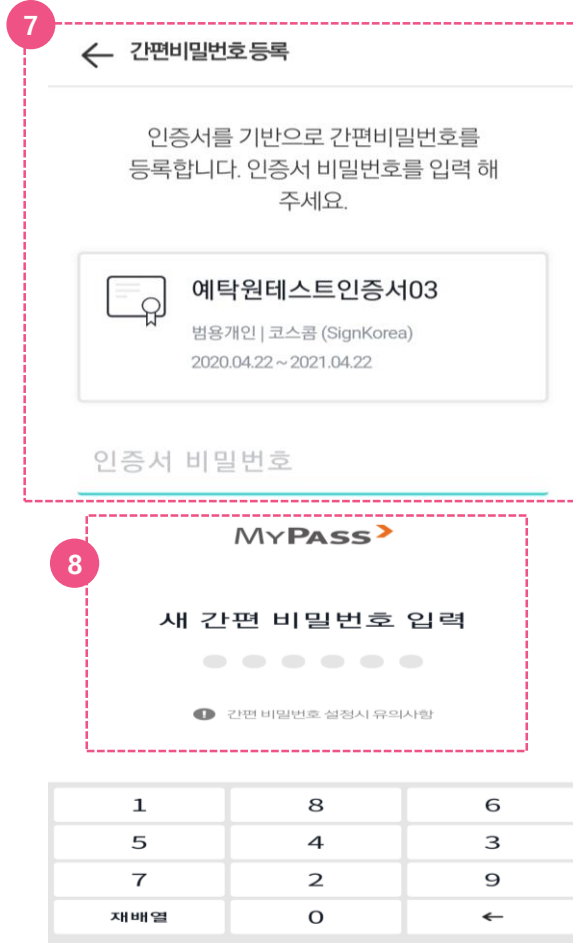 7
← 간편비밀번호 등록
인증서를 기반으로 간편비밀번호를
등록합니다. 인증서 비밀번호를 입력 해
주세요.
예탁원테스트인증서03
범용개인 | 코스콤 (SignKorea)
2020.04.22 ~ 2021.04.22
인증서 비밀번호
8
MYPASS
새 간편 비밀번호 입력
간편 비밀번호 설정시 유의사항
1 8 6
5 4 3
7 2 9
재배열 0 ←